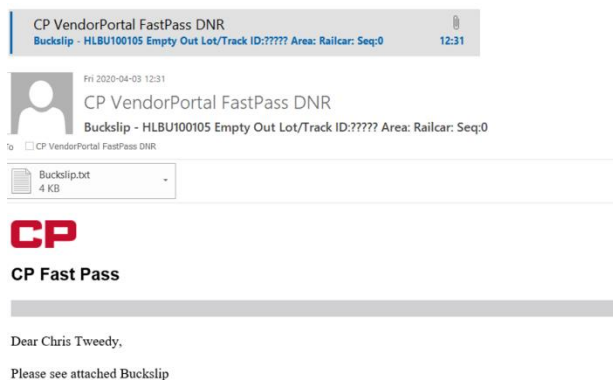 CP VendorPortal FastPass DNR
Buckslip - HLBU100105 Empty Out Lot/Track ID:????? Area: Railcar: Seq:0 12:31
Fri 2020-04-03 12:31
CP VendorPortal FastPass DNR
Buckslip - HLBU100105 Empty Out Lot/Track ID:????? Area: Railcar: Seq:0
To CP VendorPortal FastPass DNR
Buckslip.txt
4 KB
CP
CP Fast Pass
Dear Chris Tweedy,
Please see attached Buckslip